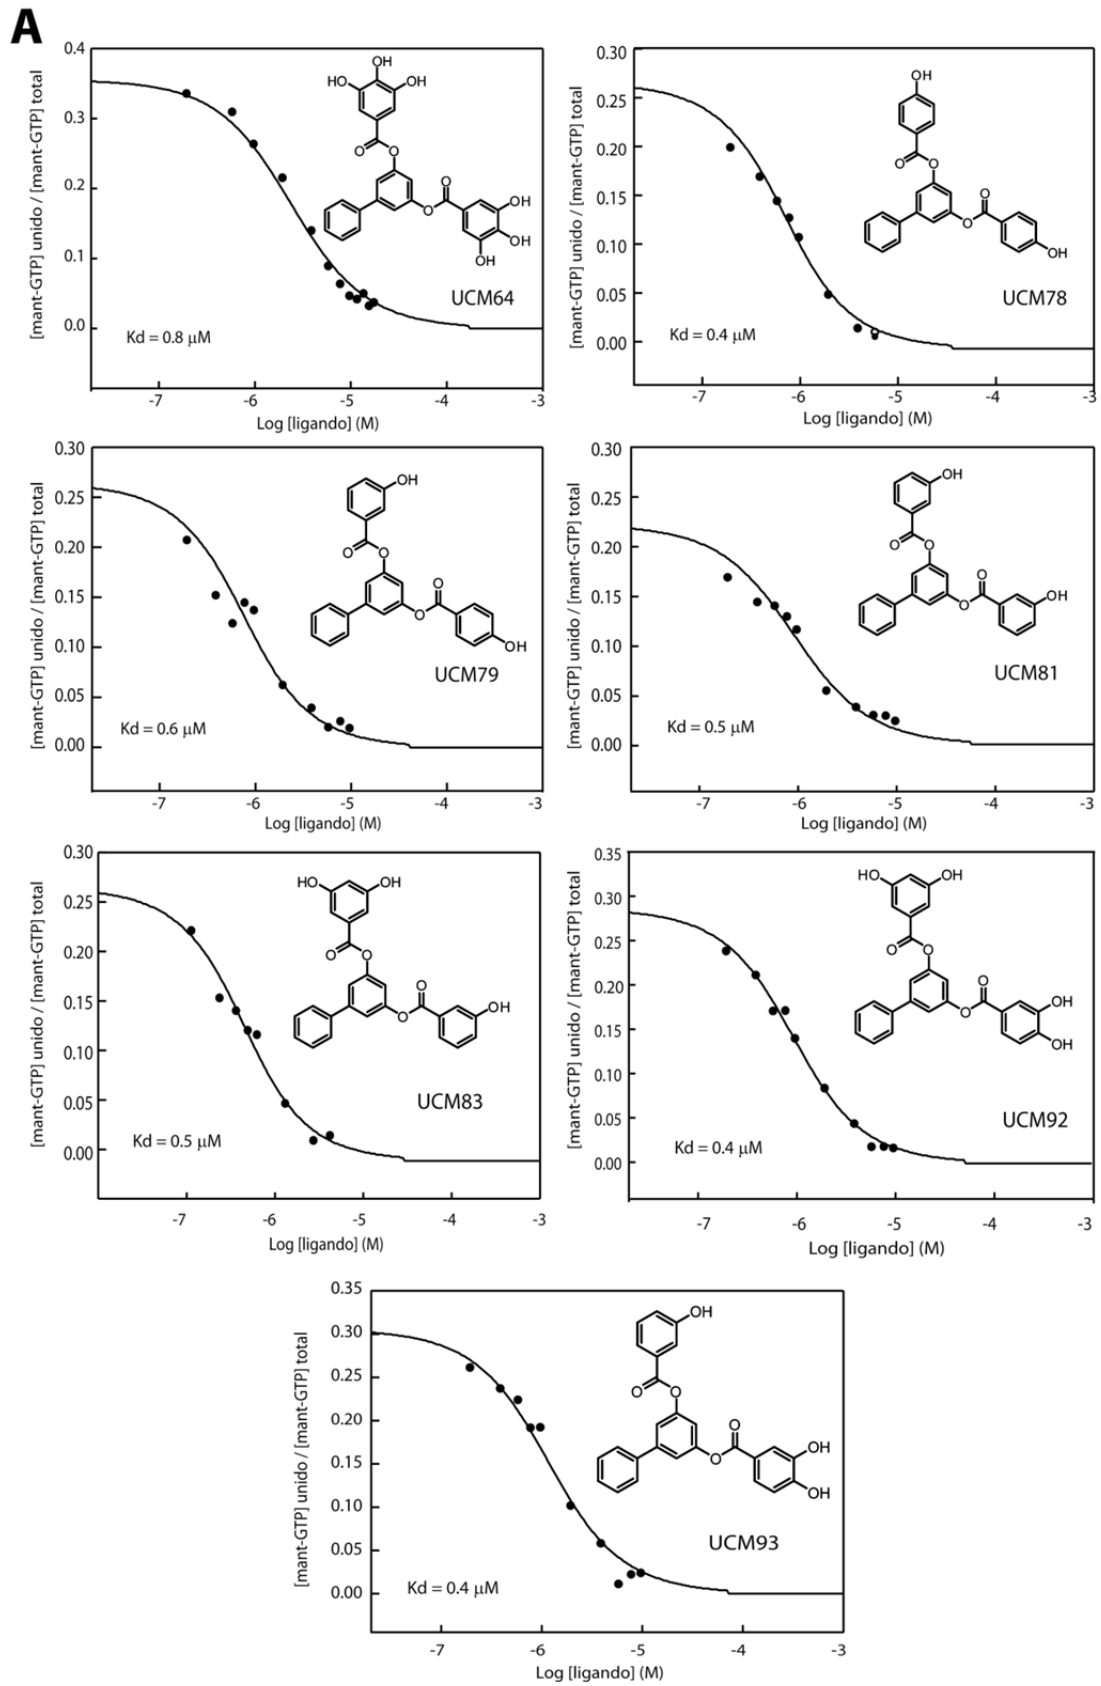 A
[mant-GTP] unido / [mant-GTP] total
0.4
0.3
0.2
0.1
0.0
OH
HO
OH
O
O
O
O
OH
OH
OH
UCM64
Kd = 0.8 μM
-7
-6
-5
-4
-3
Log [ligando] (M)
[mant-GTP] unido / [mant-GTP] total
0.30
0.25
0.20
0.15
0.10
0.05
0.00
OH
O
O
O
O
OH
UCM78
Kd = 0.4 μM
-7
-6
-5
-4
-3
Log [ligando] (M)
[mant-GTP] unido / [mant-GTP] total
0.30
0.25
0.20
0.15
0.10
0.05
0.00
OH
O
O
O
O
OH
UCM79
Kd = 0.6 μM
-7
-6
-5
-4
-3
Log [ligando] (M)
[mant-GTP] unido / [mant-GTP] total
0.30
0.25
0.20
0.15
0.10
0.05
0.00
OH
O
O
O
O
OH
UCM81
Kd = 0.5 μM
-7
-6
-5
-4
-3
Log [ligando] (M)
[mant-GTP] unido / [mant-GTP] total
0.30
0.25
0.20
0.15
0.10
0.05
0.00
HO
OH
O
O
O
O
OH
UCM83
Kd = 0.5 μM
-7
-6
-5
-4
-3
Log [ligando] (M)
[mant-GTP] unido / [mant-GTP] total
0.35
0.30
0.25
0.20
0.15
0.10
0.05
0.00
HO
OH
O
O
O
O
OH
OH
UCM92
Kd = 0.4 μM
-7
-6
-5
-4
-3
Log [ligando] (M)
[mant-GTP] unido / [mant-GTP] total
0.35
0.30
0.25
0.20
0.15
0.10
0.05
0.00
OH
O
O
O
O
OH
OH
UCM93
Kd = 0.4 μM
-7
-6
-5
-4
-3
Log [ligando] (M)